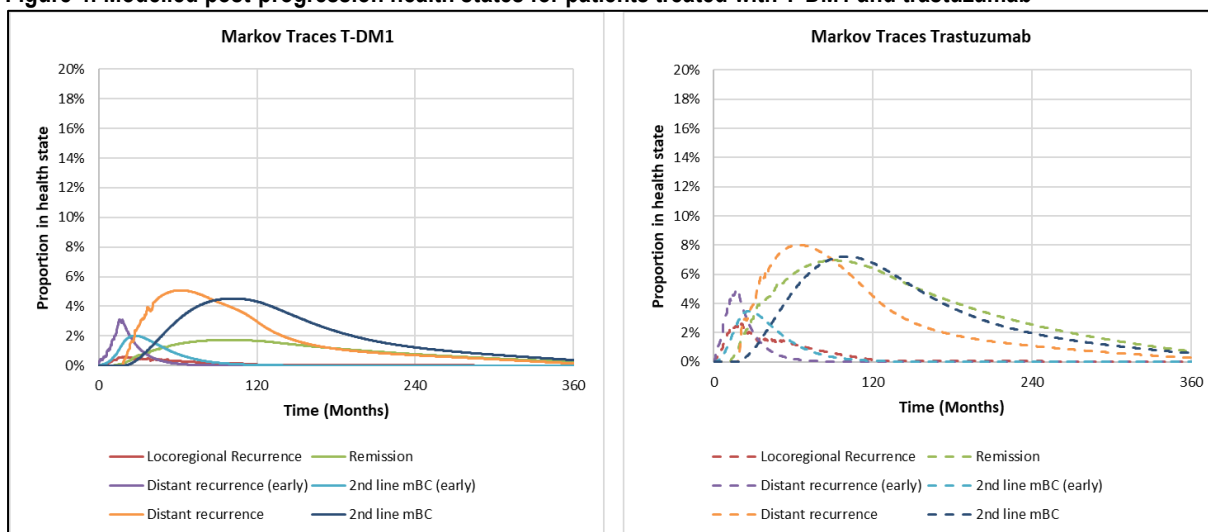 Figure 4: Modelled post-progression health states for patients treated with T-DM1 and trastuzumab
Markov Traces T-DM1
20%
18%
16%
14%
12%
10%
8%
6%
4%
2%
0%
Proportion in health state
0 120 240 360
Time (Months)
Locoregional Recurrence Remission
Distant recurrence (early) 2nd line mBC (early)
Distant recurrence 2nd line mBC
Markov Traces Trastuzumab
20%
18%
16%
14%
12%
10%
8%
6%
4%
2%
0%
Proportion in health state
0 120 240 360
Time (Months)
Locoregional Recurrence Remission
Distant recurrence (early) 2nd line mBC (early)
Distant recurrence 2nd line mBC